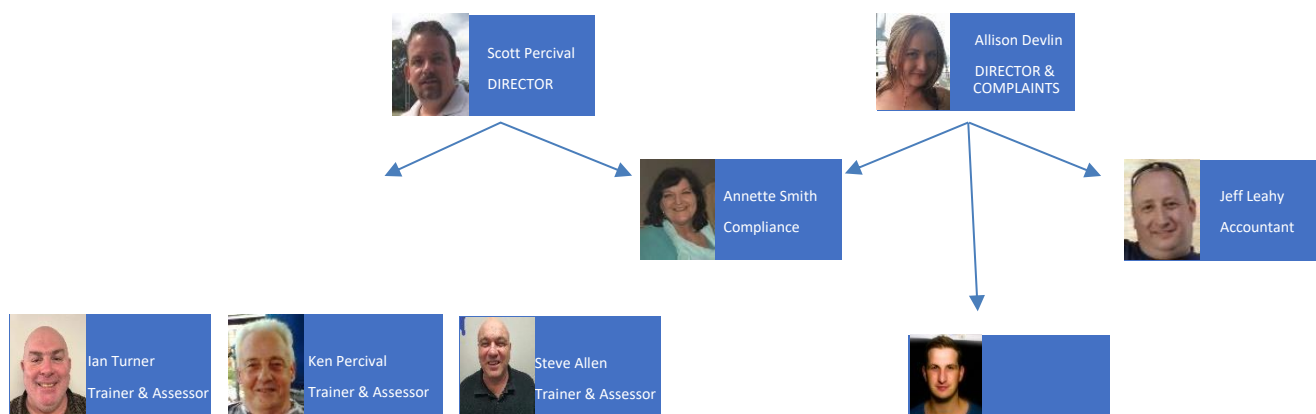 Scott Percival
DIRECTOR
Allison Devlin
DIRECTOR &
COMPLAINTS
Annette Smith
Compliance
Jeff Leahy
Accountant
Ian Turner
Trainer & Assessor
Ken Percival
Trainer & Assessor
Steve Allen
Trainer & Assessor